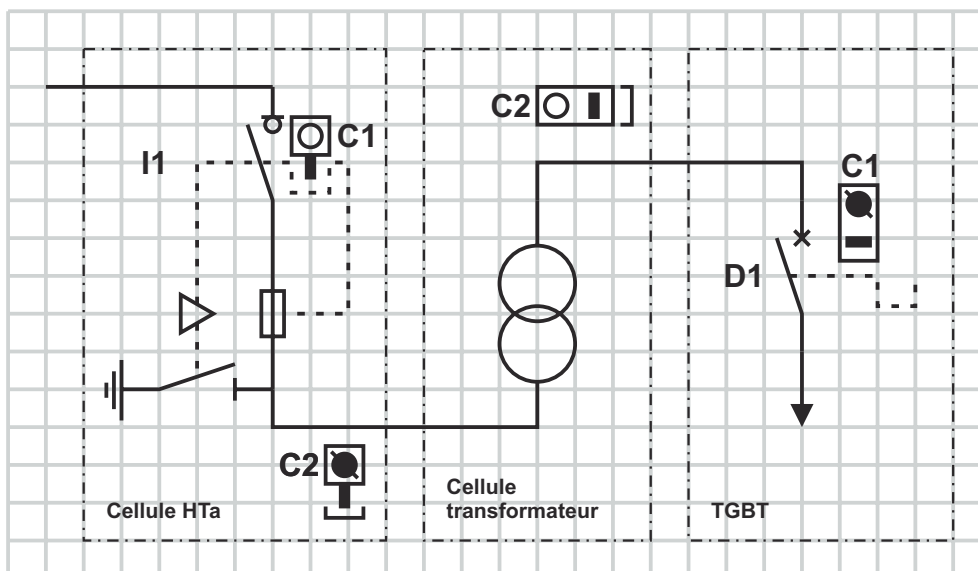 C2
C1
I1
C1
D1
C2
Cellule HTa
Cellule
transformateur
TGBT